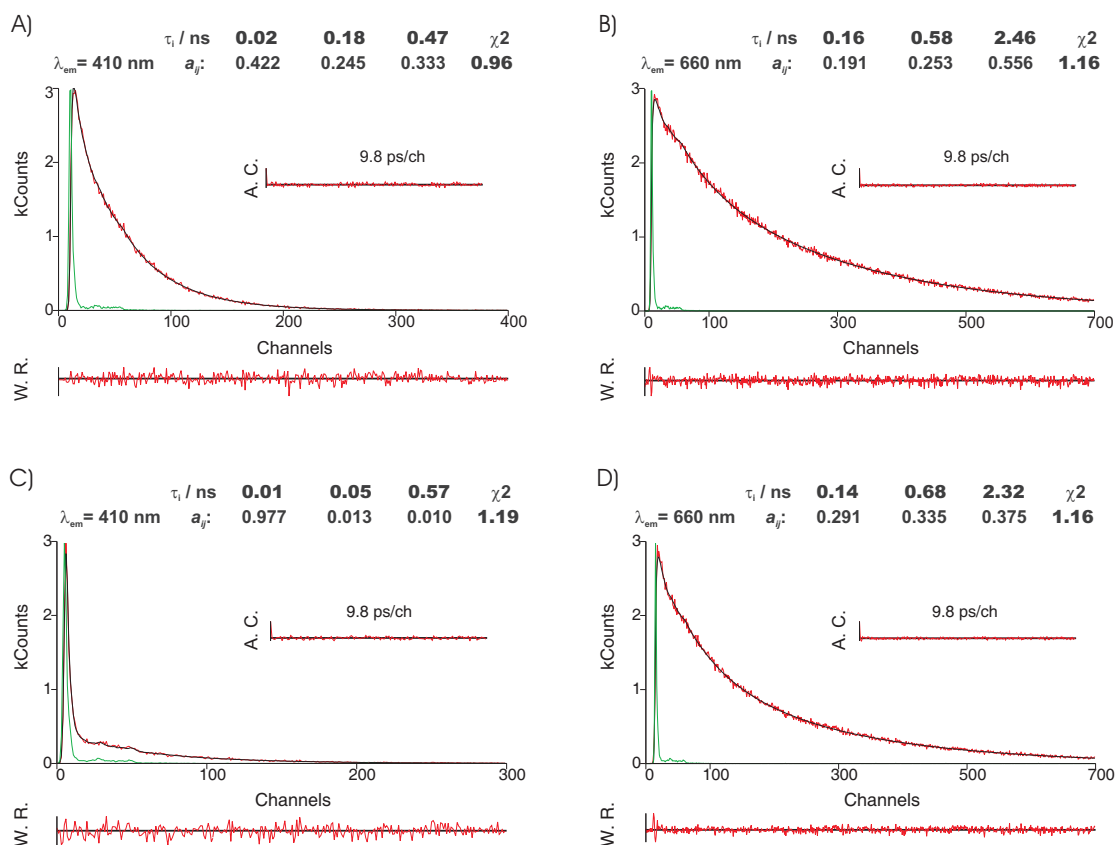 A)
τi / ns 0.02 0.18 0.47 χ2
λem= 410 nm aij: 0.422 0.245 0.333 0.96
3
2
1
0
kCounts
A. C.
9.8 ps/ch
0 100 200 300 400
Channels
W. R.
B)
τi / ns 0.16 0.58 2.46 χ2
λem= 660 nm aij: 0.191 0.253 0.556 1.16
3
2
1
0
kCounts
A. C.
9.8 ps/ch
0 100 300 500 700
Channels
W. R.
C)
τi / ns 0.01 0.05 0.57 χ2
λem= 410 nm aij: 0.977 0.013 0.010 1.19
3
2
1
0
kCounts
A. C.
9.8 ps/ch
0 100 200 300
Channels
W. R.
D)
τi / ns 0.14 0.68 2.32 χ2
λem= 660 nm aij: 0.291 0.335 0.375 1.16
3
2
1
0
kCounts
A. C.
9.8 ps/ch
0 100 300 500 700
Channels
W. R.